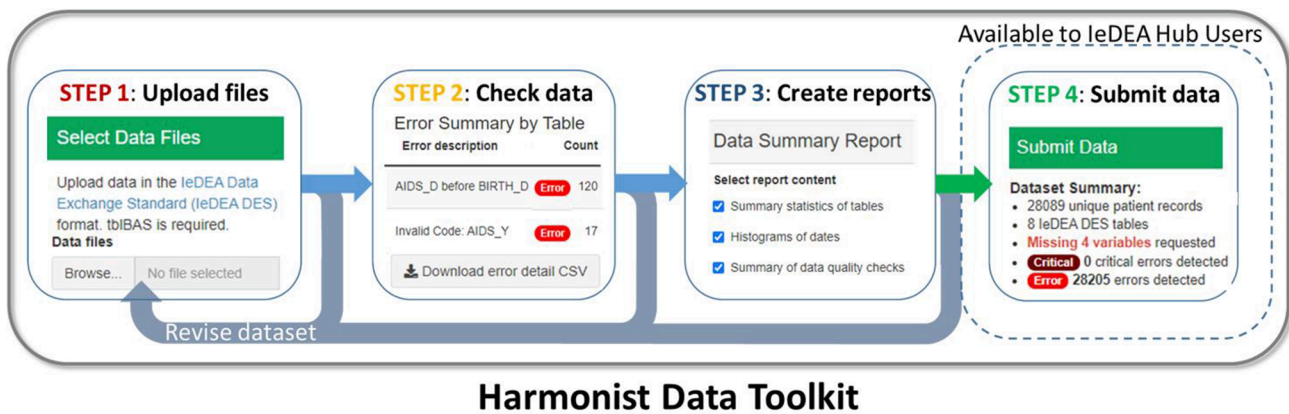 Available to IeDEA Hub Users
STEP 1: Upload files
Select Data Files
Upload data in the IeDEA Data
Exchange Standard (IeDEA DES)
format. tblBAS is required.
Data files
Browse... No file selected
STEP 2: Check data
Error Summary by Table
Error description Count
AIDS_D before BIRTH_D Error 120
Invalid Code: AIDS_Y Error 17
Download error detail CSV
STEP 3: Create reports
Data Summary Report
Select report content
Summary statistics of tables
Histograms of dates
Summary of data quality checks
STEP 4: Submit data
Submit Data
Dataset Summary:
• 28089 unique patient records
• 8 IeDEA DES tables
• Missing 4 variables requested
• Critical 0 critical errors detected
• Error 28205 errors detected
Revise dataset
Harmonist Data Toolkit